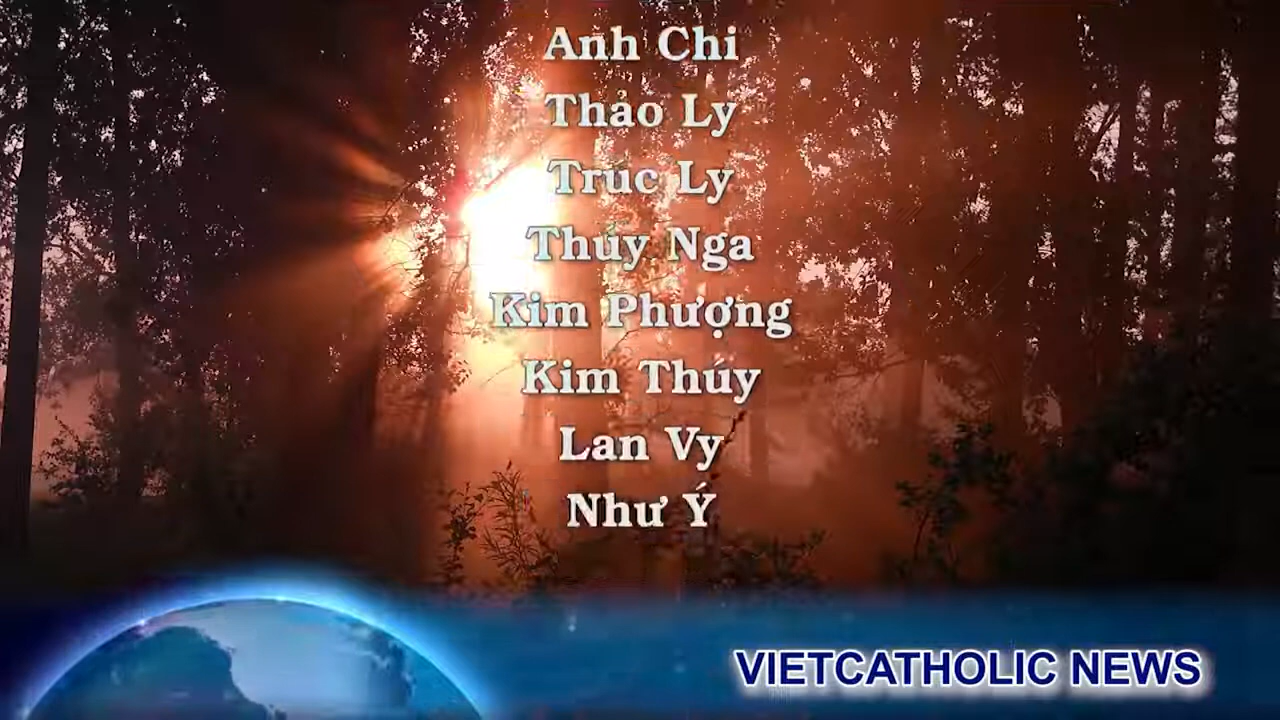 Anh Chi
Thảo Ly
Trúc Ly
Thúy Nga
Kim Phượng
Kim Thúy
Lan Vy
Như Ý
VIETCATHOLIC NEWS